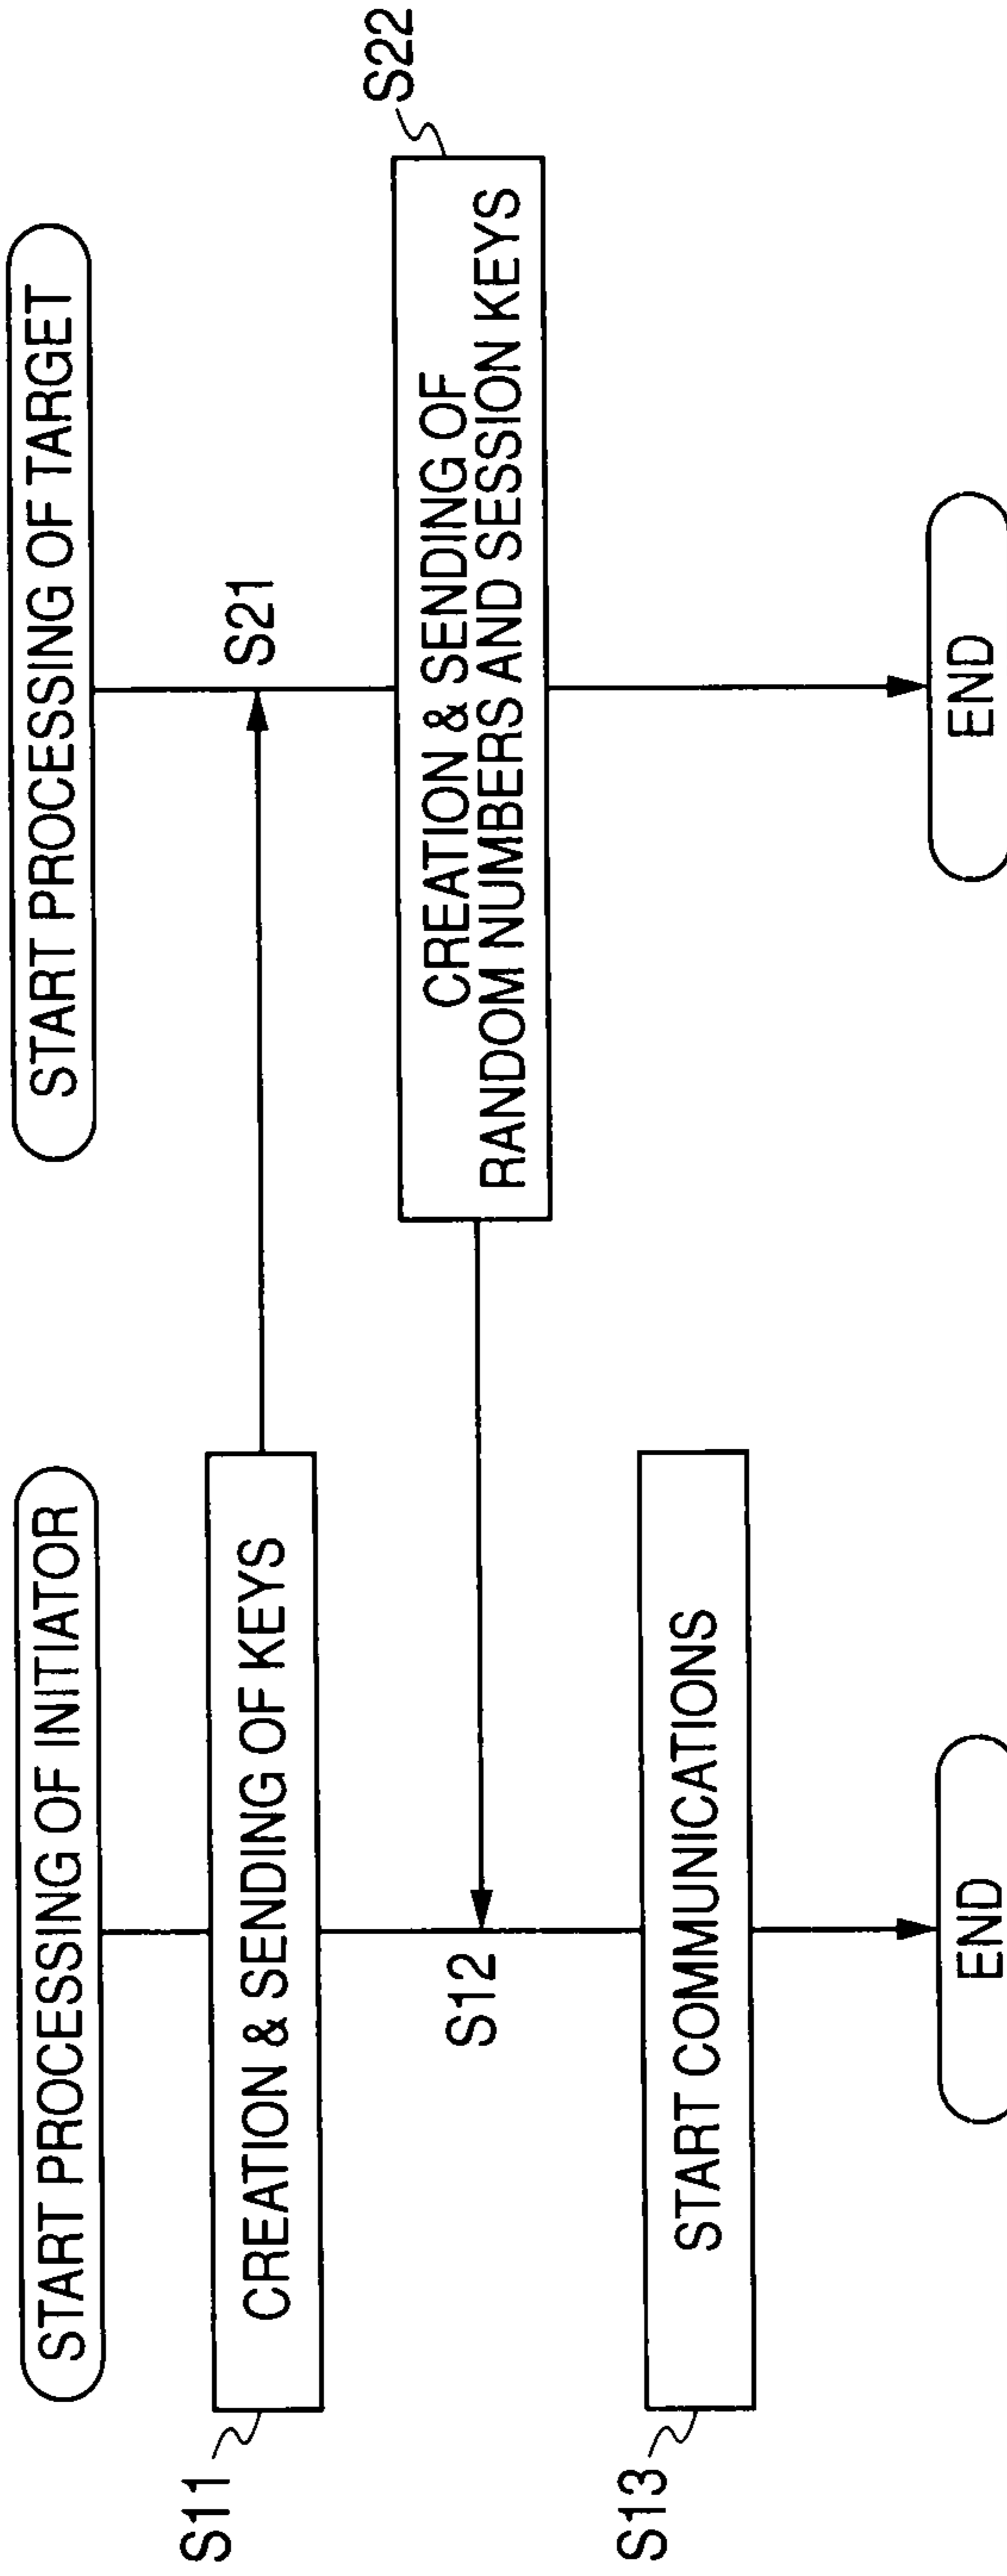 START PROCESSING OF INITIATOR
S11
CREATION & SENDING OF KEYS
S12
S13
START COMMUNICATIONS
END
START PROCESSING OF TARGET
S21
S22
CREATION & SENDING OF
RANDOM NUMBERS AND SESSION KEYS
END